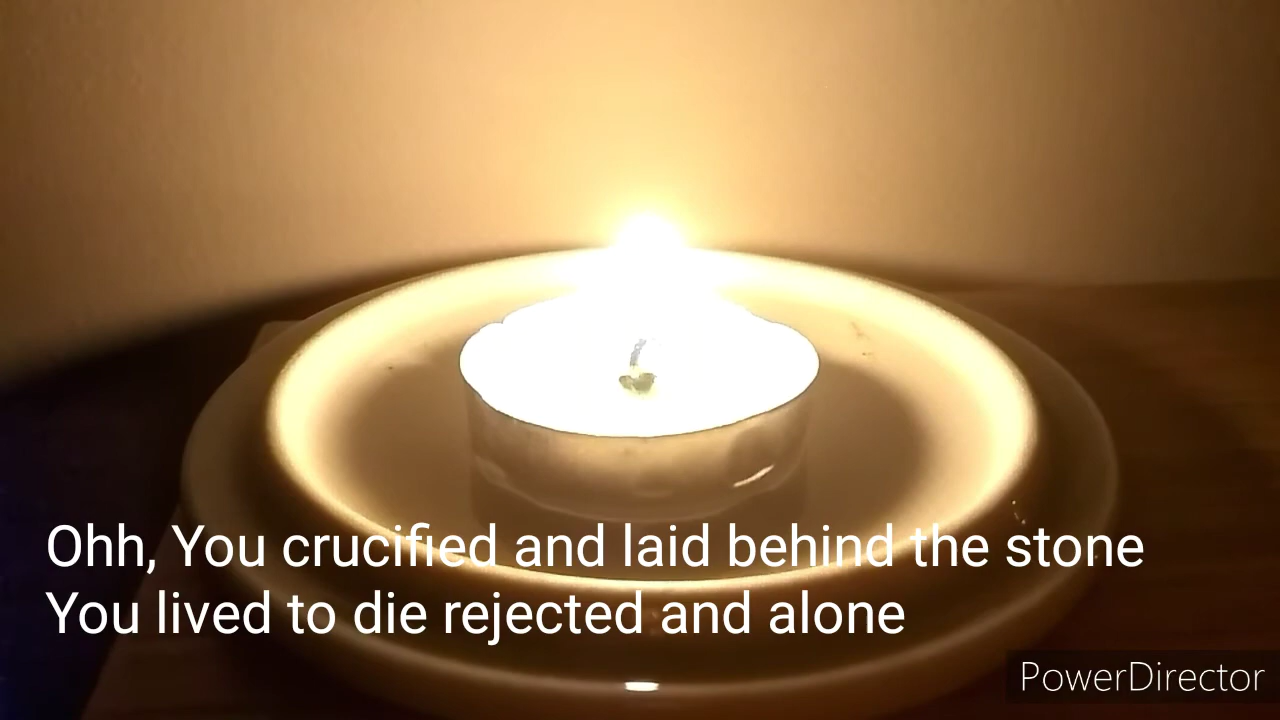 Ohh, You crucified and laid behind the stone
You lived to die rejected and alone
PowerDirector